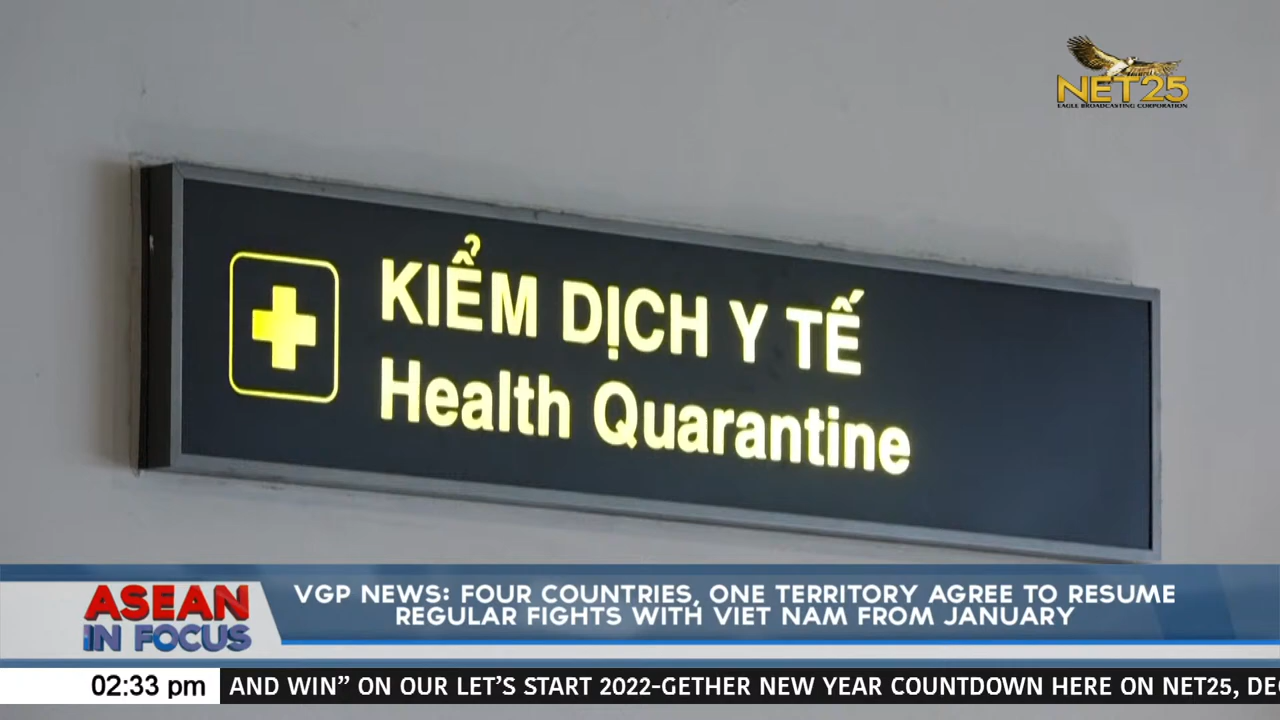 NET25
EAGLE BROADCASTING CORPORATION
KIỂM DỊCH Y TẾ
Health Quarantine
ASEAN
IN FOCUS
VGP NEWS: FOUR COUNTRIES, ONE TERRITORY AGREE TO RESUME
REGULAR FIGHTS WITH VIET NAM FROM JANUARY
02:33 pm
AND WIN” ON OUR LET’S START 2022-GETHER NEW YEAR COUNTDOWN HERE ON NET25, DE